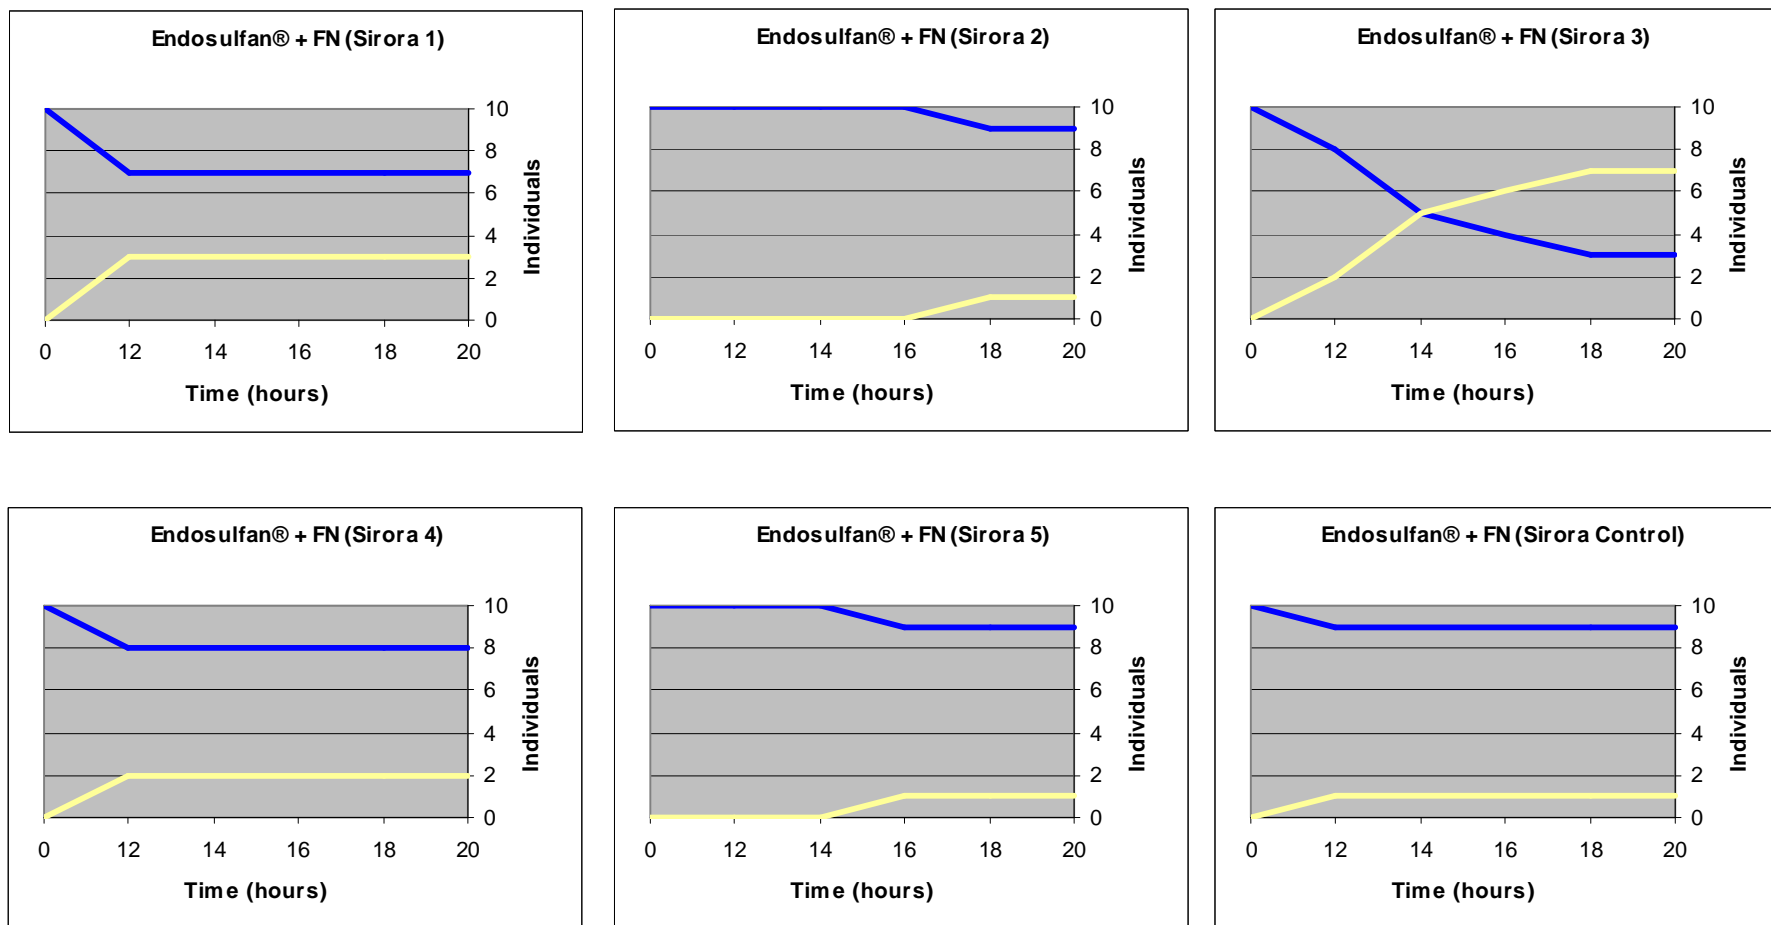 Endosulfan® + FN (Sirora 1)
10
8
6
4
2
0
Individuals
0 12 14 16 18 20
Time (hours)
Endosulfan® + FN (Sirora 2)
10
8
6
4
2
0
Individuals
0 12 14 16 18 20
Time (hours)
Endosulfan® + FN (Sirora 3)
10
8
6
4
2
0
Individuals
0 12 14 16 18 20
Time (hours)
Endosulfan® + FN (Sirora 4)
10
8
6
4
2
0
Individuals
0 12 14 16 18 20
Time (hours)
Endosulfan® + FN (Sirora 5)
10
8
6
4
2
0
Individuals
0 12 14 16 18 20
Time (hours)
Endosulfan® + FN (Sirora Control)
10
8
6
4
2
0
Individuals
0 12 14 16 18 20
Time (hours)